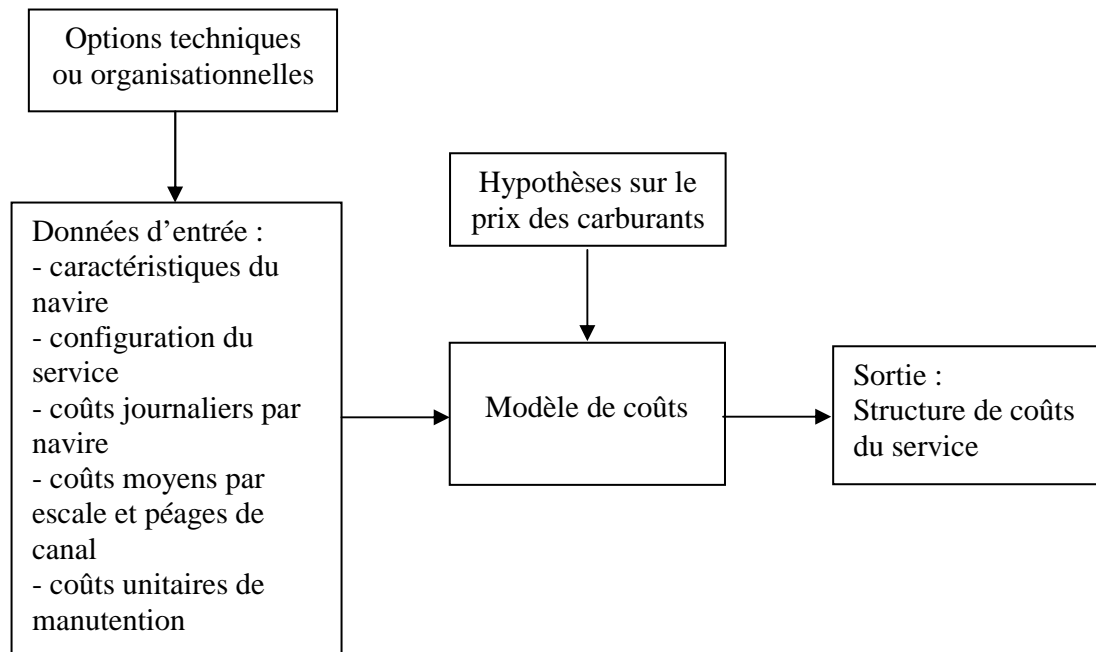 Options techniques
ou organisationnelles
Hypothèses sur le
prix des carburants
Données d’entrée :
- caractéristiques du
navire
- configuration du
service
- coûts journaliers par
navire
- coûts moyens par
escale et péages de
canal
- coûts unitaires de
manutention
Modèle de coûts
Sortie :
Structure de coûts
du service